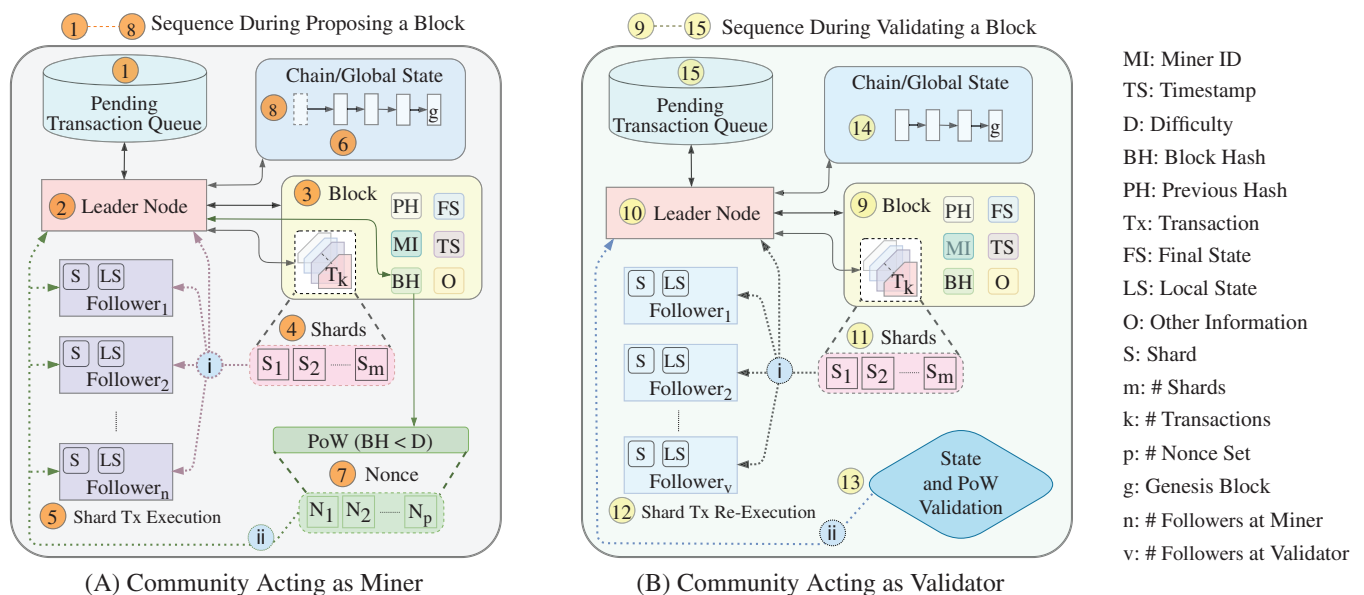 1 8 Sequence During Proposing a Block
1
Pending
Transaction Queue
Chain/Global State
8
g
6
2 Leader Node
3 Block
PH FS
MI TS
BH O
Tk
S LS
Follower1
4 Shards
S1 S2 Sm
i
S LS
Follower2
S LS
Followern
PoW (BH < D)
7 Nonce
N1 N2 Np
5 Shard Tx Execution
ii
(A) Community Acting as Miner
9 15 Sequence During Validating a Block
15
Pending
Transaction Queue
Chain/Global State
14
g
10 Leader Node
9 Block
PH FS
MI TS
BH O
Tk
S LS
Follower1
11 Shards
S1 S2 Sm
i
S LS
Follower2
S LS
Followerv
13
State
and PoW
Validation
12 Shard Tx Re-Execution
ii
(B) Community Acting as Validator
MI: Miner ID
TS: Timestamp
D: Difficulty
BH: Block Hash
PH: Previous Hash
Tx: Transaction
FS: Final State
LS: Local State
O: Other Information
S: Shard
m: # Shards
k: # Transactions
p: # Nonce Set
g: Genesis Block
n: # Followers at Miner
v: # Followers at Validator